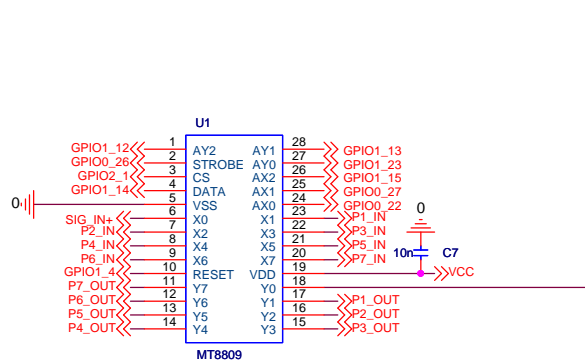 U1
GPIO1_12 1 AY2 AY1 28 GPIO1_13
GPIO0_26 2 STROBE AY0 27 GPIO1_23
GPIO2_1 3 CS AX2 26 GPIO1_15
GPIO1_14 4 DATA AX1 25 GPIO0_27
0 5 VSS AX0 24 GPIO0_22
SIG_IN+ 6 X0 X1 23 P1_IN 0
P2_IN 7 X2 X3 22 P3_IN
P4_IN 8 X4 X5 21 P5_IN
P6_IN 9 X6 X7 20 P7_IN 10n C7
GPIO1_4 10 RESET VDD 19 VCC
P7_OUT 11 Y7 Y0 18
P6_OUT 12 Y6 Y1 17 P1_OUT
P5_OUT 13 Y5 Y2 16 P2_OUT
P4_OUT 14 Y4 Y3 15 P3_OUT
MT8809